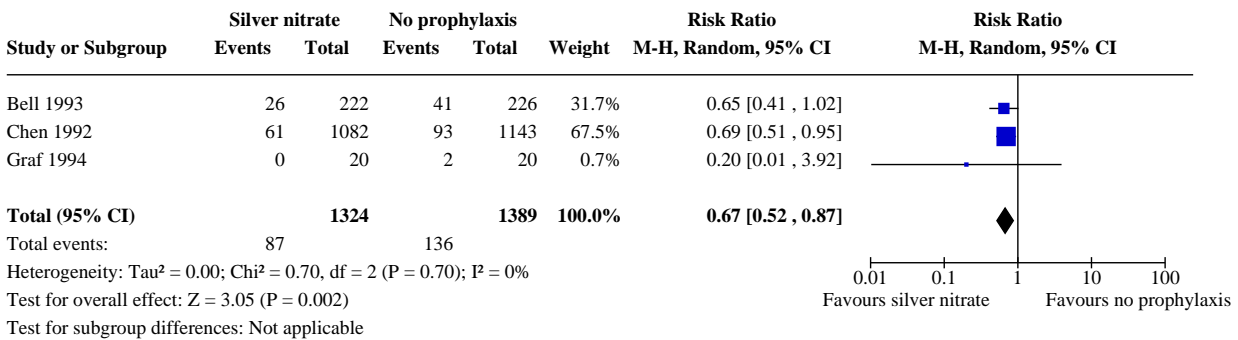 Silver nitrate No prophylaxis Risk Ratio Risk Ratio
Study or Subgroup Events Total Events Total Weight M-H, Random, 95% CI M-H, Random, 95% CI
Bell 1993 26 222 41 226 31.7% 0.65 [0.41 , 1.02]
Chen 1992 61 1082 93 1143 67.5% 0.69 [0.51 , 0.95]
Graf 1994 0 20 2 20 0.7% 0.20 [0.01 , 3.92]
Total (95% CI) 1324 1389 100.0% 0.67 [0.52 , 0.87]
Total events: 87 136
Heterogeneity: Tau² = 0.00; Chi² = 0.70, df = 2 (P = 0.70); I² = 0%
0.01 0.1 1 10 100
Test for overall effect: Z = 3.05 (P = 0.002) Favours silver nitrate Favours no prophylaxis
Test for subgroup differences: Not applicable